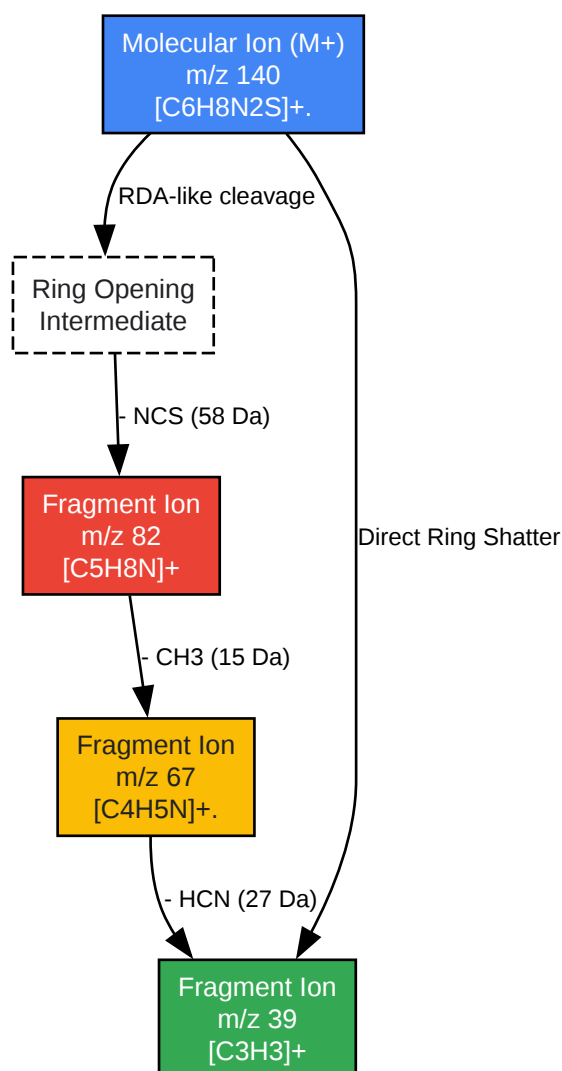 Molecular Ion (M+)
m/z 140
[C6H8N2S]+.
RDA-like cleavage
Ring Opening
Intermediate
- NCS (58 Da)
Fragment Ion
m/z 82
[C5H8N]+
Direct Ring Shatter
- CH3 (15 Da)
Fragment Ion
m/z 67
[C4H5N]+.
- HCN (27 Da)
Fragment Ion
m/z 39
[C3H3]+